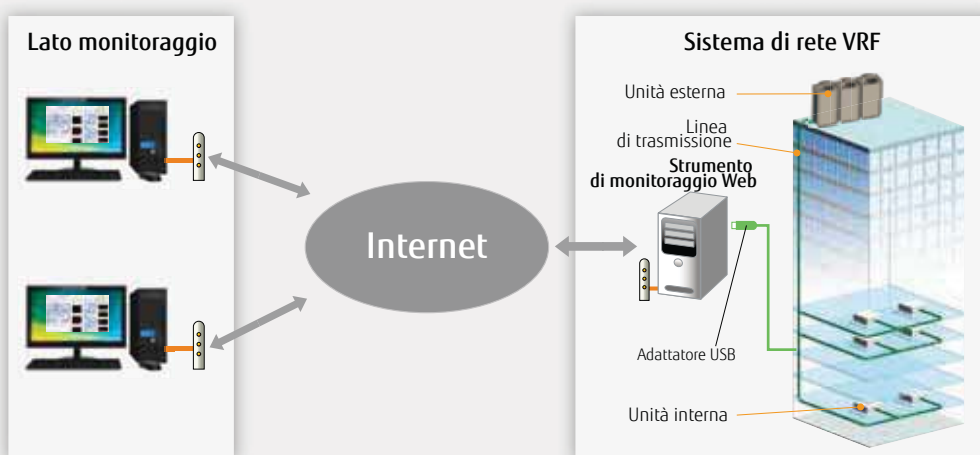 Lato monitoraggio
Sistema di rete VRF
Unità esterna
Linea
di trasmissione
Strumento
di monitoraggio Web
Internet
Adattatore USB
Unità interna